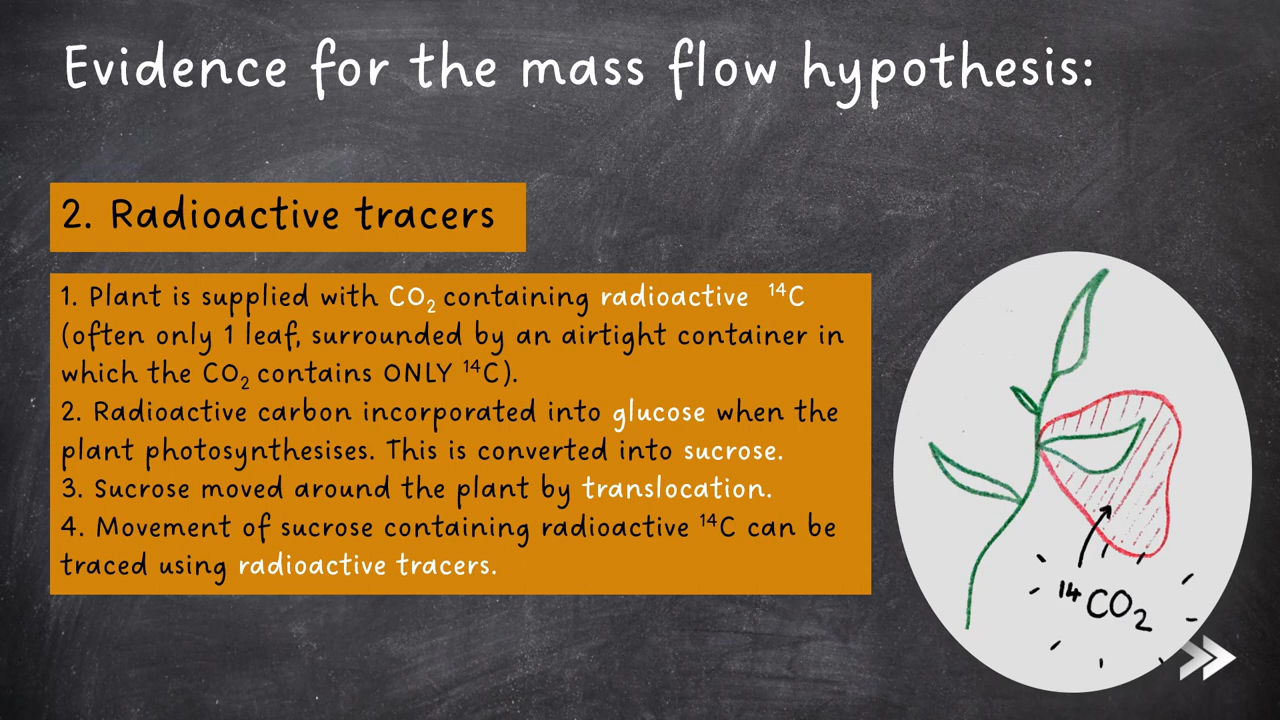 Evidence for the mass flow hypothesis:
2. Radioactive tracers
1. Plant is supplied with CO₂ containing radioactive ¹⁴C
(often only 1 leaf, surrounded by an airtight container in
which the CO₂ contains ONLY ¹⁴C).
2. Radioactive carbon incorporated into glucose when the
plant photosynthesises. This is converted into sucrose.
3. Sucrose moved around the plant by translocation.
4. Movement of sucrose containing radioactive ¹⁴C can be
traced using radioactive tracers.
¹⁴CO₂